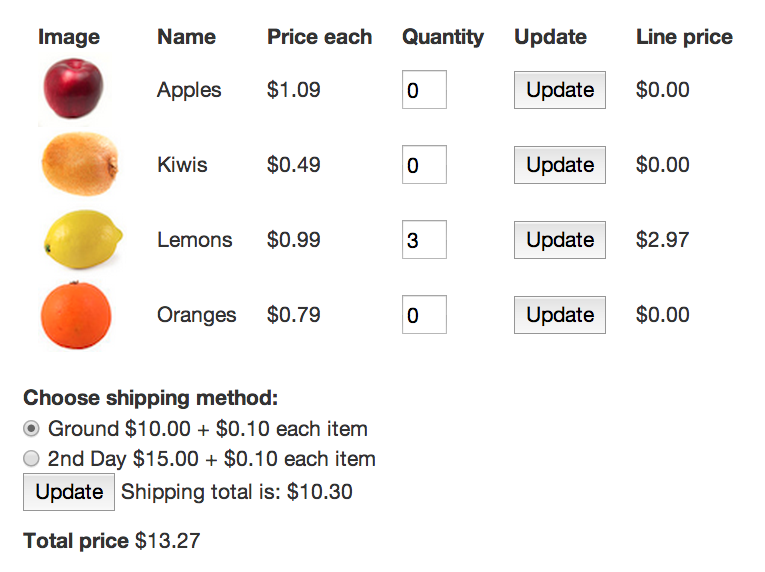 Image Name Price each Quantity Update Line price
Apples $1.09 0 Update $0.00
Kiwis $0.49 0 Update $0.00
Lemons $0.99 3 Update $2.97
Oranges $0.79 0 Update $0.00
Choose shipping method:
Ground $10.00 + $0.10 each item
2nd Day $15.00 + $0.10 each item
Update Shipping total is: $10.30
Total price $13.27